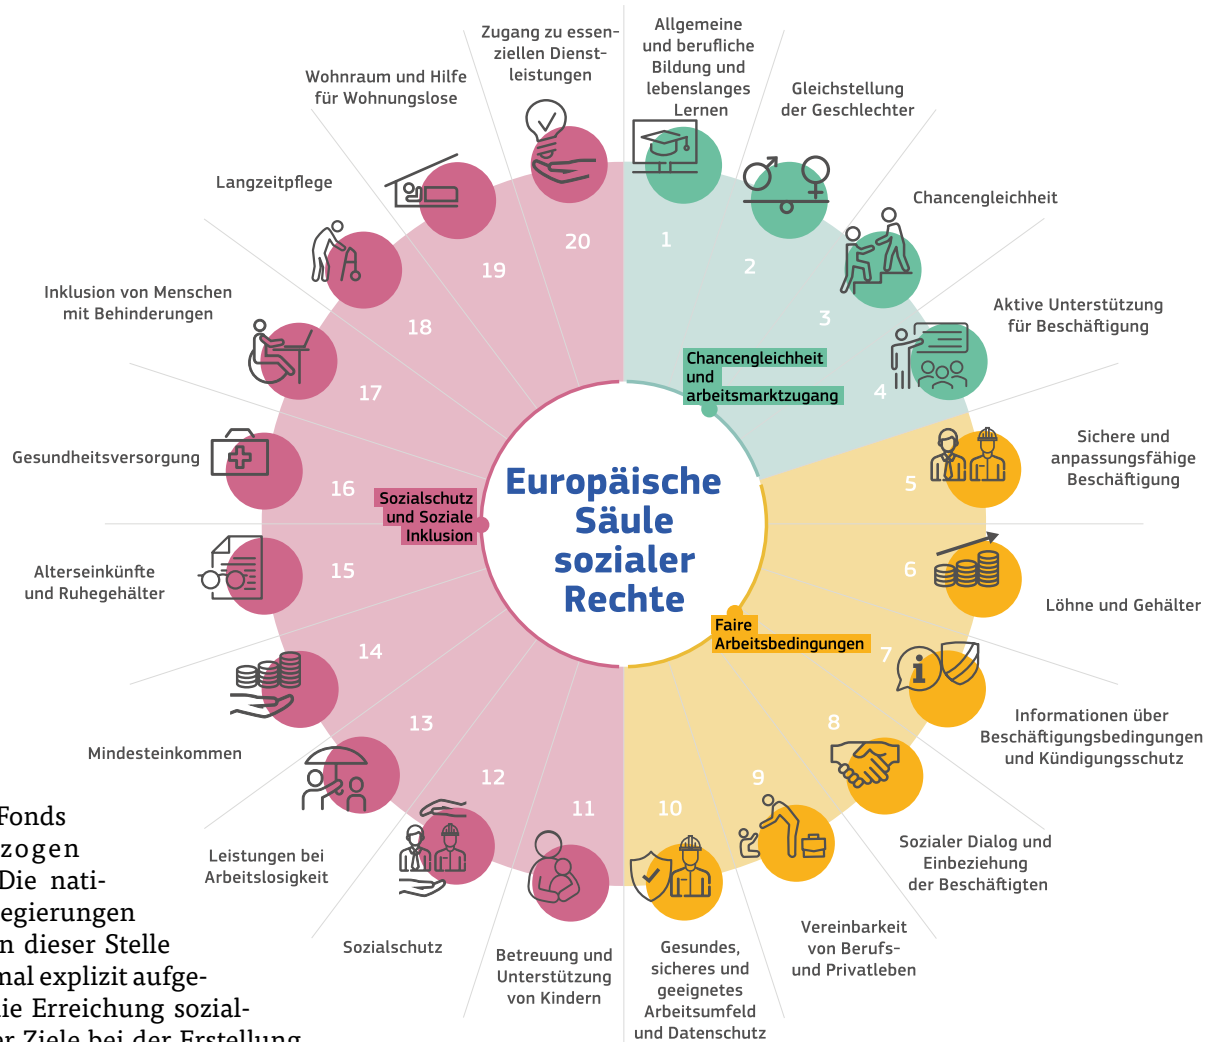 Allgemeine
und berufliche
Bildung und
lebenslanges
Lernen
Gleichstellung
der Geschlechter
Chancengleichheit
Aktive Unterstützung
für Beschäftigung
Sichere und
anpassungsfähige
Beschäftigung
Löhne und Gehälter
Informationen über
Beschäftigungsbedingungen
und Kündigungsschutz
Sozialer Dialog und
Einbeziehung
der Beschäftigten
Vereinbarkeit
von Berufs-
und Privatleben
Gesundes,
sicheres und
geeignetes
Arbeitsumfeld
und Datenschutz
Betreuung und
Unterstützung
von Kindern
Sozialschutz
Leistungen bei
Arbeitslosigkeit
Mindesteinkommen
Alterseinkünfte
und Ruhegehälter
Gesundheitsversorgung
Inklusion von Menschen
mit Behinderungen
Langzeitpflege
Wohnraum und Hilfe
für Wohnungslose
Zugang zu essen-
ziellen Dienst-
leistungen
1
2
3
4
5
6
7
8
9
10
11
12
13
14
15
16
17
18
19
20
Chancengleichheit
und
arbeitsmarktzugang
Sozialschutz
und Soziale
Inklusion
Faire
Arbeitsbedingungen
Europäische
Säule
sozialer
Rechte
Fonds
zogen
Die nati-
egierungen
n dieser Stelle
mal explizit aufge-
ie Erreichung sozial-
er Ziele bei der Erstellung